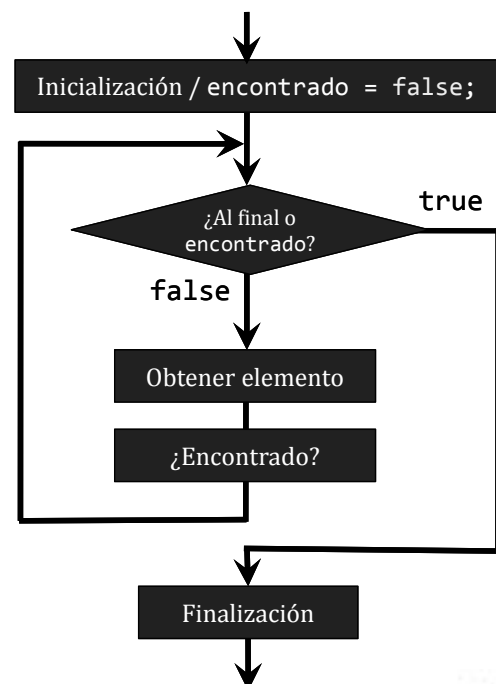 Inicialización / encontrado = false;
¿Al final o
encontrado?
true
false
Obtener elemento
¿Encontrado?
Finalización